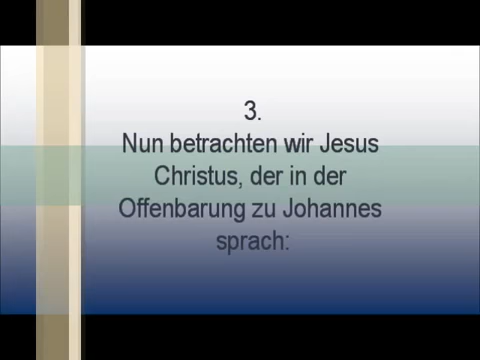 3.
Nun betrachten wir Jesus
Christus, der in der
Offenbarung zu Johannes
sprach: